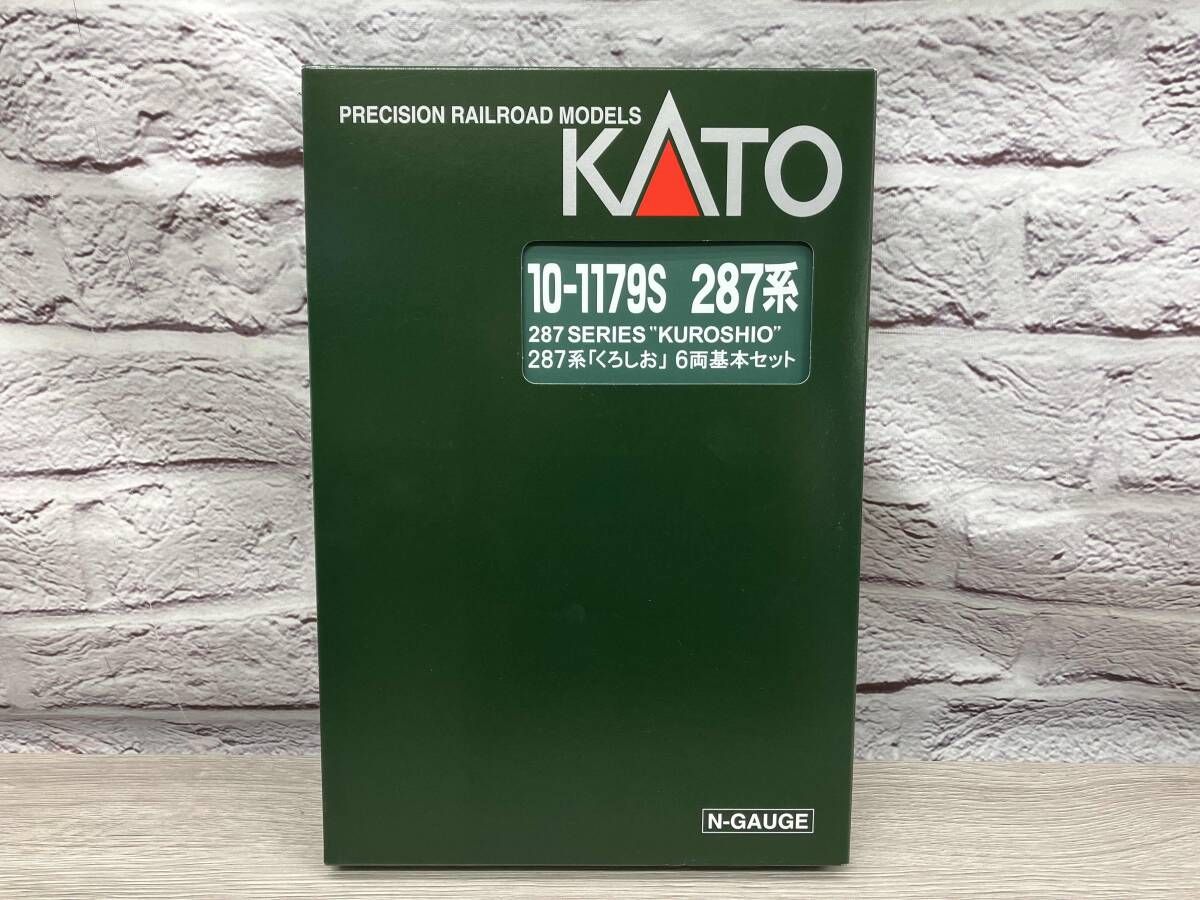 PRECISION RAILROAD MODELS
KATO
10-1179S 287系
287 SERIES "KUROSHIO"
287系「くろしお」 6両基本セット
N-GAUGE